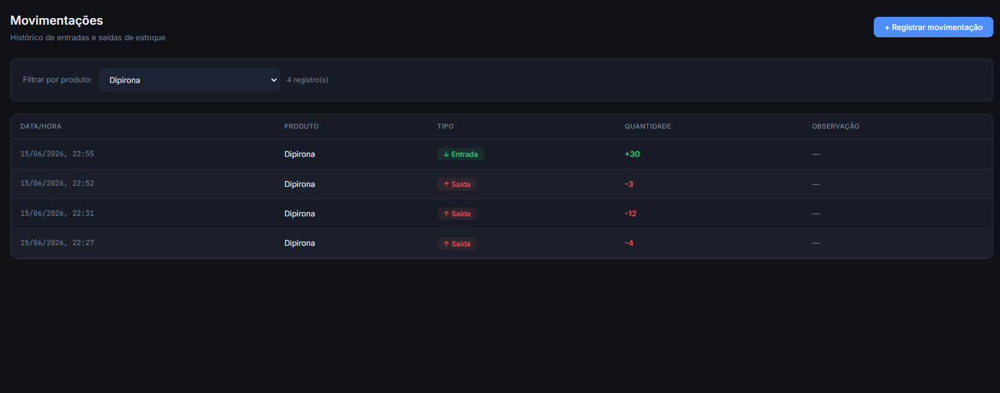 Movimentações
Histórico de entradas e saídas de estoque
+ Registrar movimentação
Filtrar por produto: Dipirona 4 registro(s)
DATA/HORA PRODUTO TIPO QUANTIDADE OBSERVAÇÃO
15/06/2026, 22:55 Dipirona ↓ Entrada +30 —
15/06/2026, 22:52 Dipirona ↑ Saída -3 —
15/06/2026, 22:31 Dipirona ↑ Saída -12 —
15/06/2026, 22:27 Dipirona ↑ Saída -4 —